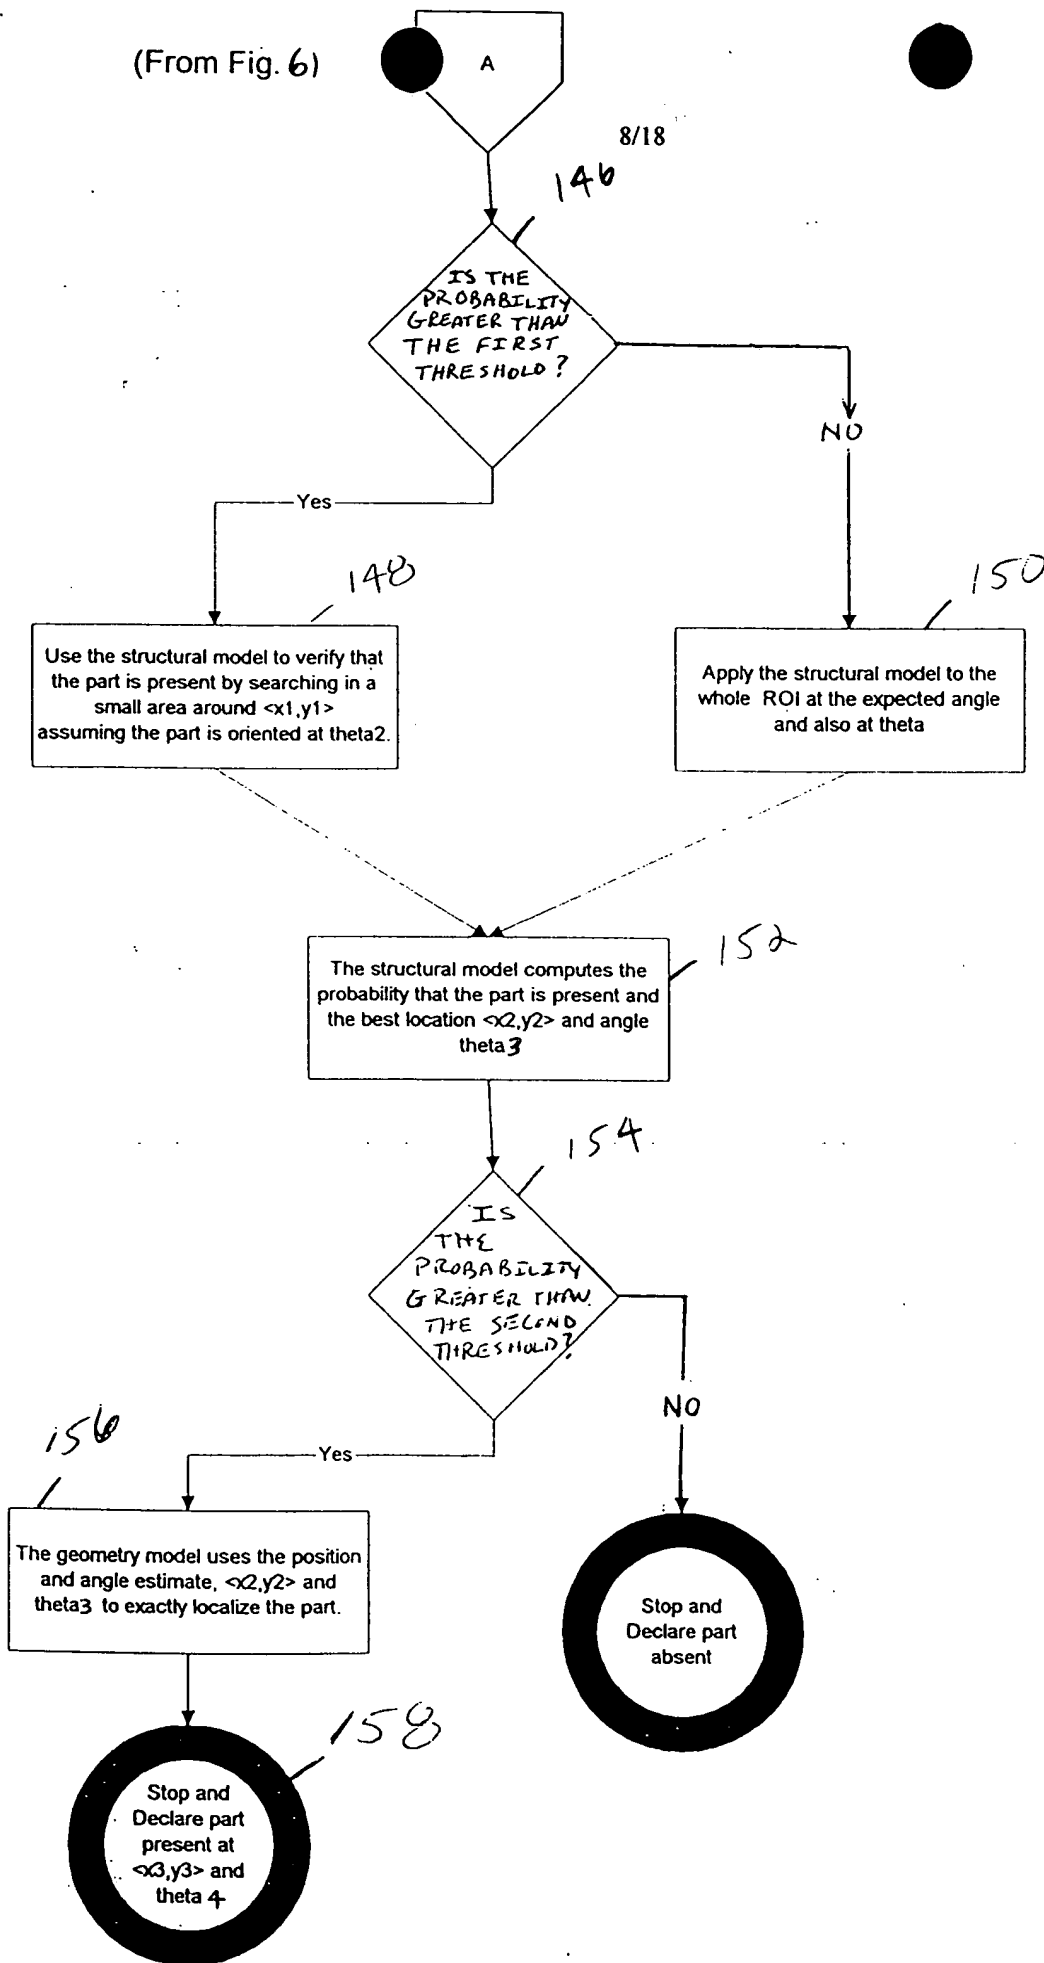 (From Fig. 6)
A
8/18
146
IS THE
PROBABILITY
GREATER THAN
THE FIRST
THRESHOLD?
NO
Yes
148
150
Use the structural model to verify that
the part is present by searching in a
small area around <x1,y1>
assuming the part is oriented at theta2.
Apply the structural model to the
whole ROI at the expected angle
and also at theta
152
The structural model computes the
probability that the part is present and
the best location <x2,y2> and angle
theta3
154
IS
THE
PROBABILITY
GREATER THAN
THE SECOND
THRESHOLD?
NO
Yes
156
The geometry model uses the position
and angle estimate, <x2,y2> and
theta3 to exactly localize the part.
Stop and
Declare part
absent
158
Stop and
Declare part
present at
<x3,y3> and
theta 4